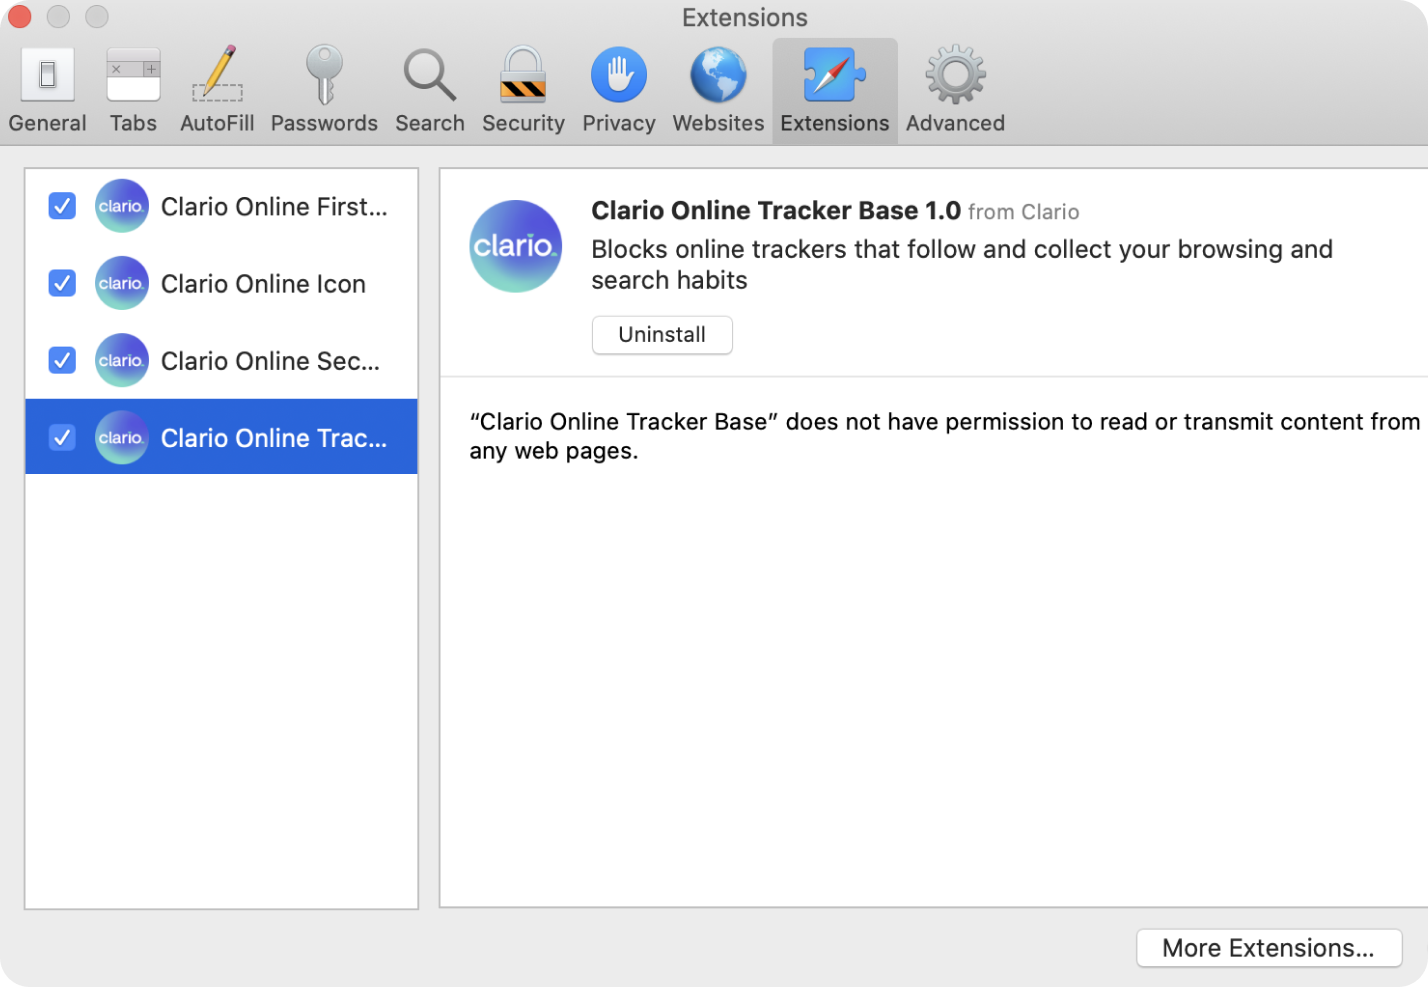 Extensions
General Tabs AutoFill Passwords Search Security Privacy Websites Extensions Advanced
clario. Clario Online First...
clario. Clario Online Icon
clario. Clario Online Sec...
clario. Clario Online Trac...
clario.
Clario Online Tracker Base 1.0 from Clario
Blocks online trackers that follow and collect your browsing and
search habits
Uninstall
“Clario Online Tracker Base” does not have permission to read or transmit content from
any web pages.
More Extensions...